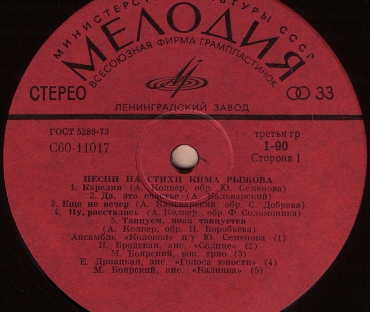 МИНИСТЕРСТВО КУЛЬТУРЫ СССР
МЕЛОДИЯ
ВСЕСОЮЗНАЯ ФИРМА ГРАМПЛАСТИНОК
СТЕРЕО
33
ЛЕНИНГРАДСКИЙ ЗАВОД
ГОСТ 5289-73
третья гр
С60-11017
1-90
Сторона 1
ПЕСНИ НА СТИХИ КИМА РЫЖОВА
1. Карелия (А. Колкер, обр. Ю. Семенова)
2. Да, это счастье (А. Кальварский)
3. Еще не вечер (А. Кальварский, обр. С. Доброва)
4. Ну, расстались (А. Колкер, обр. Ф. Соломоника)
5. Танцуем, пока танцуется
(А. Колкер, обр. Н. Воробьева)
Ансамбль «Колокол» п/у Ю. Семенова (1)
Н. Бродская, анс. «Солнце» (2)
М. Боярский, вок. трио (3)
Е. Дриацкая, анс. «Голоса юности» (4)
М. Боярский, анс. «Калинка» (5)